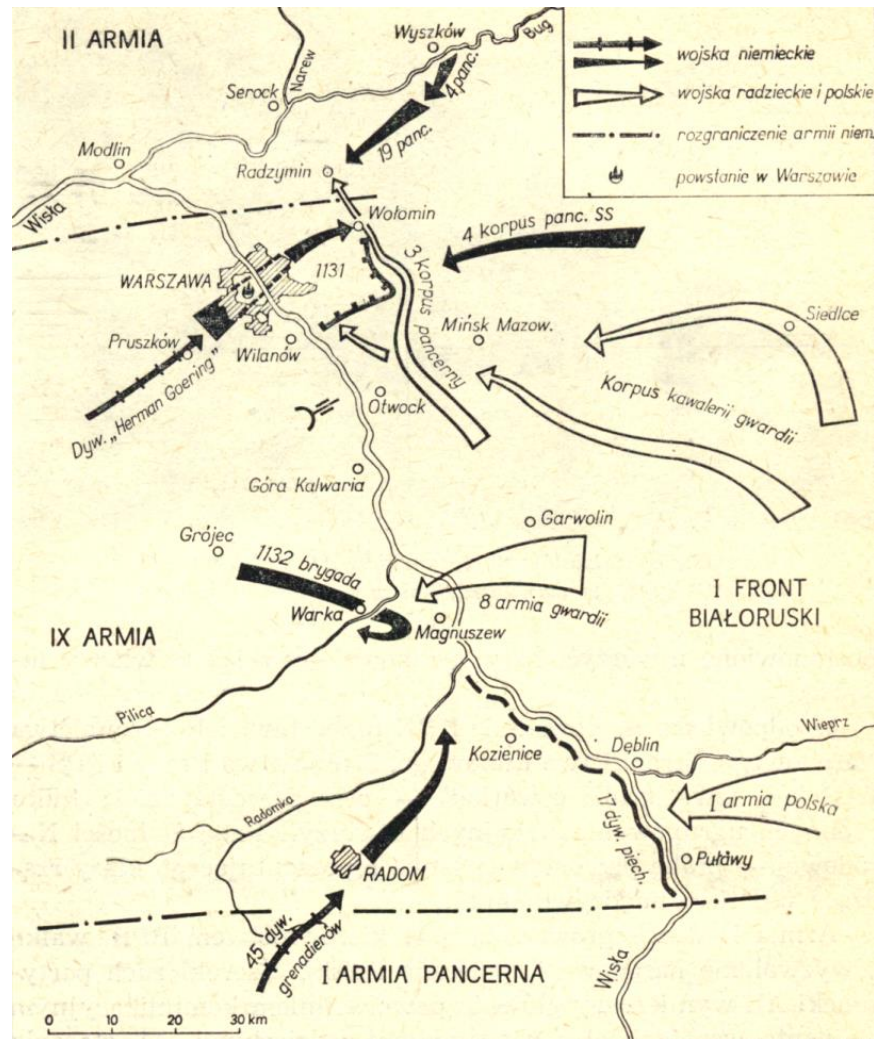 II ARMIA
Wyszków
Bug
Narew
4 panc.
Serock
19 panc.
Modlin
Radzymin
Wisła
Wołomin
wojska niemieckie
wojska radzieckie i polskie
rozgraniczenie armii niem.
powstanie w Warszawie
4 korpus panc. SS
WARSZAWA
1131
3 korpus pancerny
Mińsk Mazow.
Siedlce
Pruszków
Wilanów
Otwock
Korpus kawalerii gwardii
Dyw. „Herman Goering”
Góra Kalwaria
Garwolin
Grójec
1132 brygada
8 armia gwardii
I FRONT
BIAŁORUSKI
Warka
Magnuszew
IX ARMIA
Pilica
Kozienice
Dęblin
Wieprz
Radomka
17 dyw. piech.
I armia polska
Puławy
RADOM
45 dyw.
grenadierów
I ARMIA PANCERNA
Wisła
0 10 20 30 km